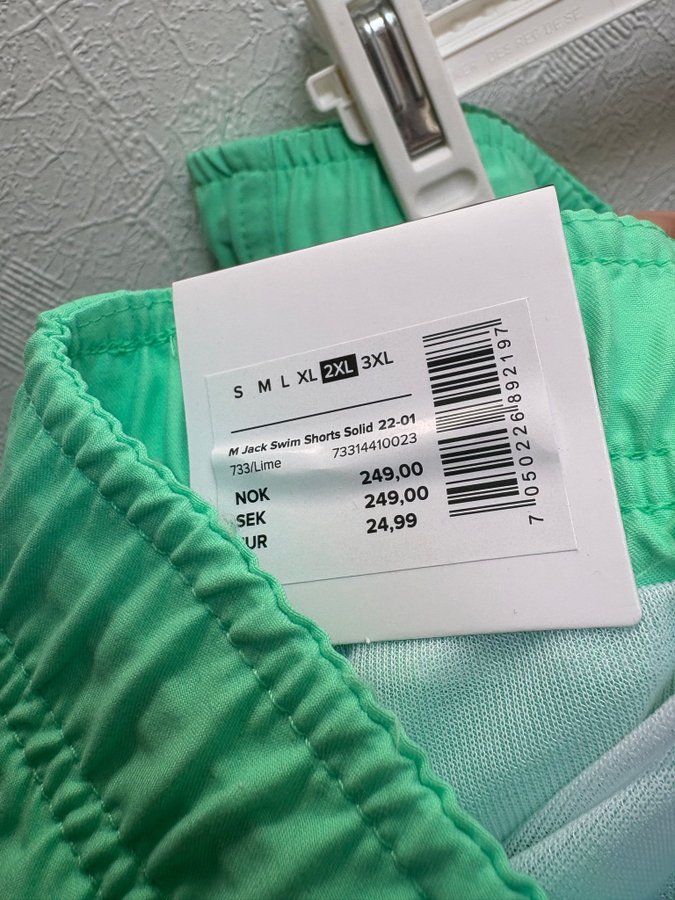 S M L XL 2XL 3XL
M Jack Swim Shorts Solid 22-01
733/Lime 73314410023
NOK 249,00
SEK 249,00
UR 24,99
7 050226 892197